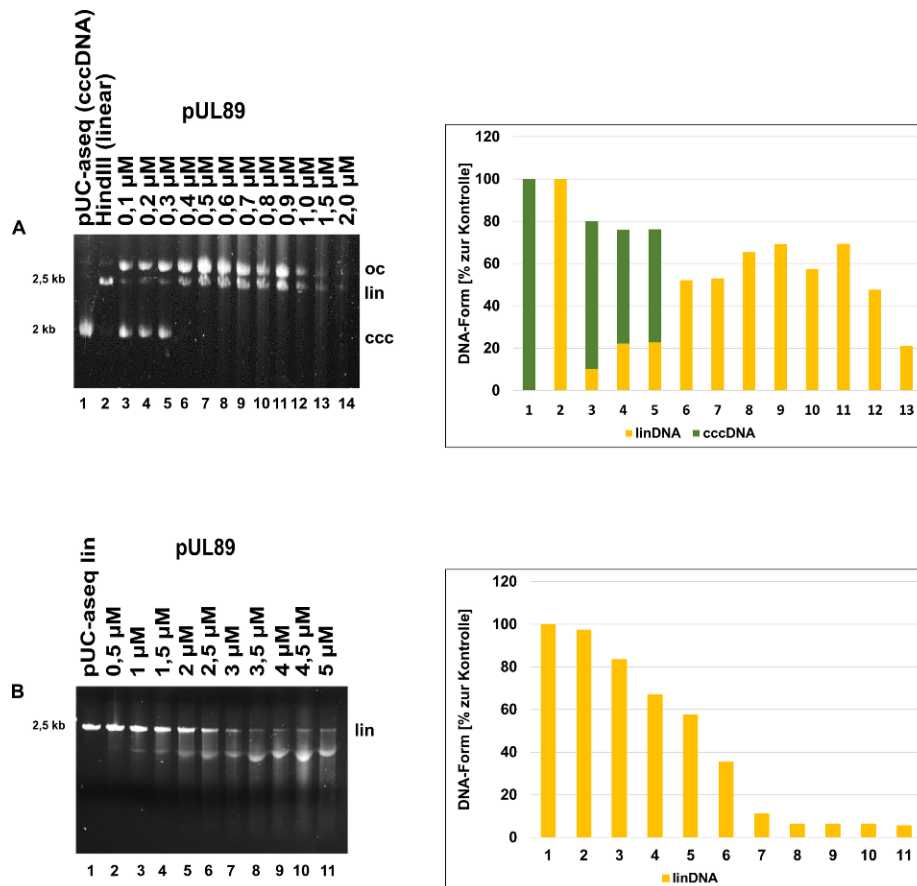 A
pUL89
pUC-aseq (cccDNA)
HindIII (linear)
0,1 µM
0,2 µM
0,3 µM
0,4 µM
0,5 µM
0,6 µM
0,7 µM
0,8 µM
0,9 µM
1,0 µM
1,5 µM
2,0 µM
2,5 kb
2 kb
oc
lin
ccc
1 2 3 4 5 6 7 8 9 10 11 12 13 14
DNA-Form [% zur Kontrolle]
120
100
80
60
40
20
0
1 2 3 4 5 6 7 8 9 10 11 12 13
linDNA cccDNA
B
pUL89
pUC-aseq lin
0,5 µM
1 µM
1,5 µM
2 µM
2,5 µM
3 µM
3,5 µM
4 µM
4,5 µM
5 µM
2,5 kb
lin
1 2 3 4 5 6 7 8 9 10 11
DNA-Form [% zur Kontrolle]
120
100
80
60
40
20
0
1 2 3 4 5 6 7 8 9 10 11
linDNA